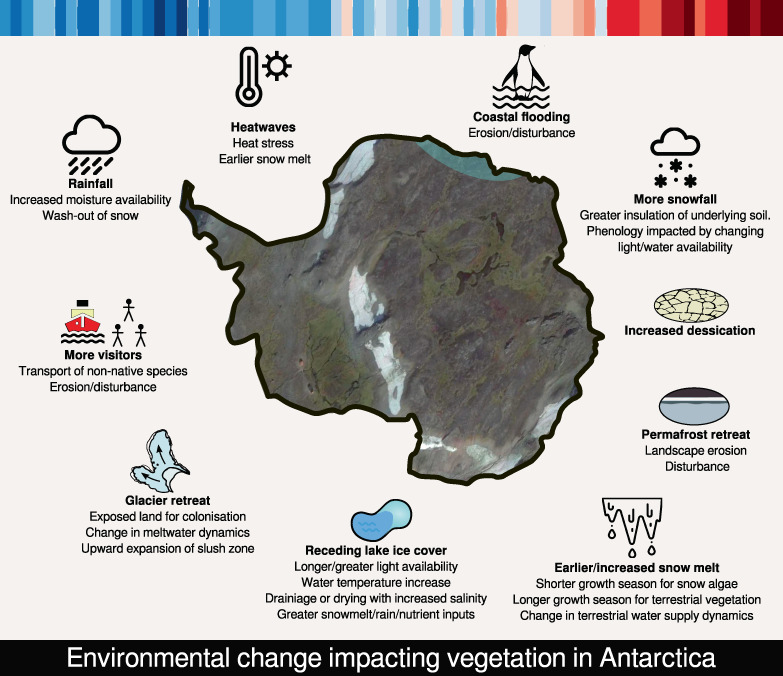 Heatwaves
Heat stress
Earlier snow melt
Coastal flooding
Erosion/disturbance
Rainfall
Increased moisture availability
Wash-out of snow
More snowfall
Greater insulation of underlying soil.
Phenology impacted by changing
light/water availability
More visitors
Transport of non-native species
Erosion/disturbance
Increased dessication
Permafrost retreat
Landscape erosion
Disturbance
Glacier retreat
Exposed land for colonisation
Change in meltwater dynamics
Upward expansion of slush zone
Receding lake ice cover
Longer/greater light availability
Water temperature increase
Drainiage or drying with increased salinity
Greater snowmelt/rain/nutrient inputs
Earlier/increased snow melt
Shorter growth season for snow algae
Longer growth season for terrestrial vegetation
Change in terrestrial water supply dynamics
Environmental change impacting vegetation in Antarctica